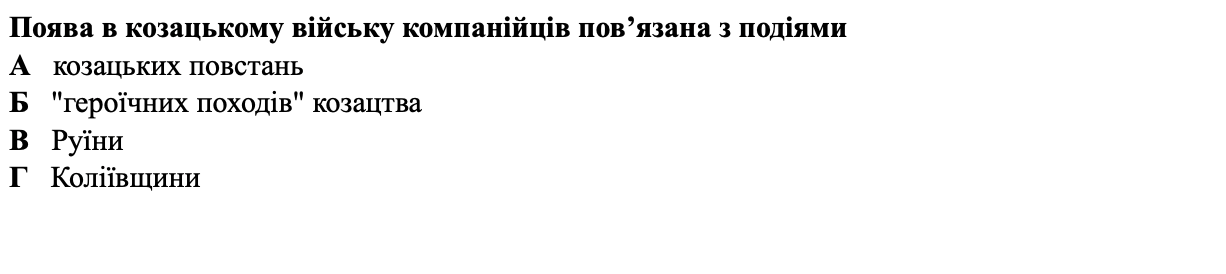 Поява в козацькому війську компанійців пов’язана з подіями
А козацьких повстань
Б "героїчних походів" козацтва
В Руїни
Г Коліївщини